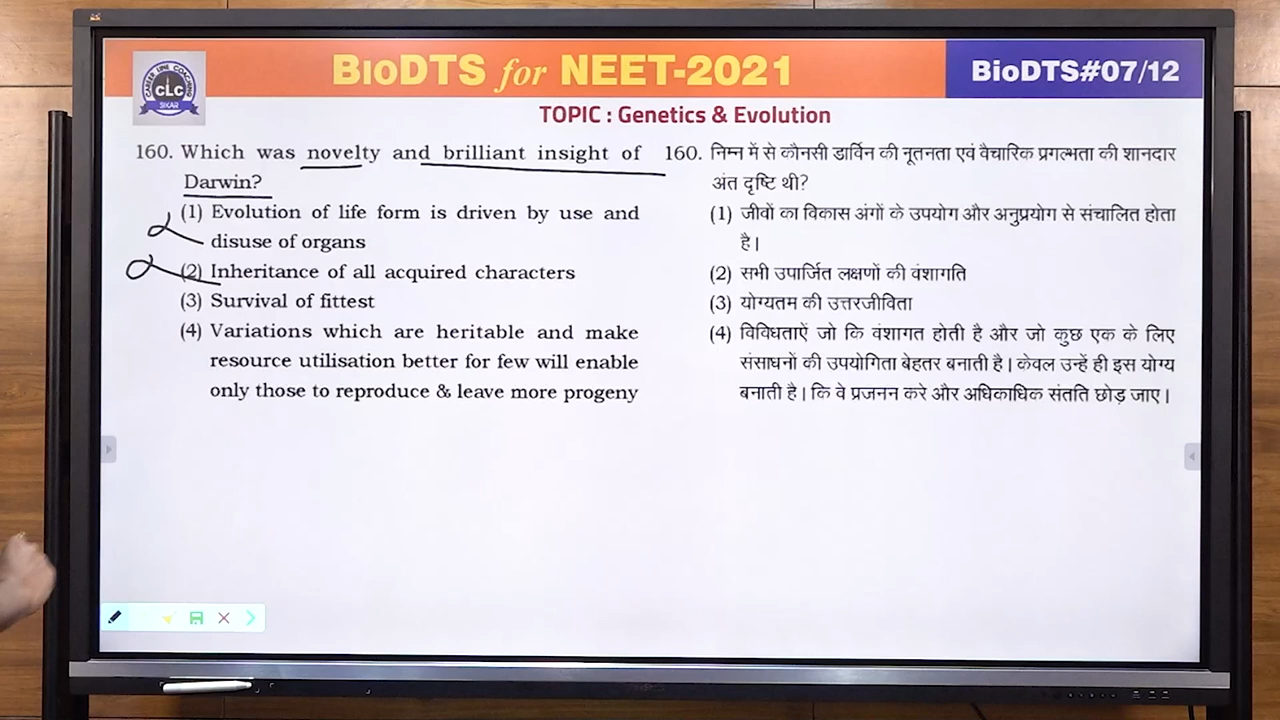 BIODTS for NEET-2021
BioDTS#07/12
CAREER LINE COACHING
CLC
SIKAR
TOPIC : Genetics & Evolution
160. Which was novelty and brilliant insight of
Darwin?
(1) Evolution of life form is driven by use and
disuse of organs
(2) Inheritance of all acquired characters
(3) Survival of fittest
(4) Variations which are heritable and make
resource utilisation better for few will enable
only those to reproduce & leave more progeny
160. निम्न में से कौनसी डार्विन की नूतनता एवं वैचारिक प्रगल्भता की शानदार
अंत दृष्टि थी?
(1) जीवों का विकास अंगों के उपयोग और अनुप्रयोग से संचालित होता
है।
(2) सभी उपार्जित लक्षणों की वंशागति
(3) योग्यतम की उत्तरजीविता
(4) विविधताऐं जो कि वंशागत होती है और जो कुछ एक के लिए
संसाधनों की उपयोगिता बेहतर बनाती है। केवल उन्हें ही इस योग्य
बनाती है। कि वे प्रजनन करे और अधिकाधिक संतति छोड़ जाए।